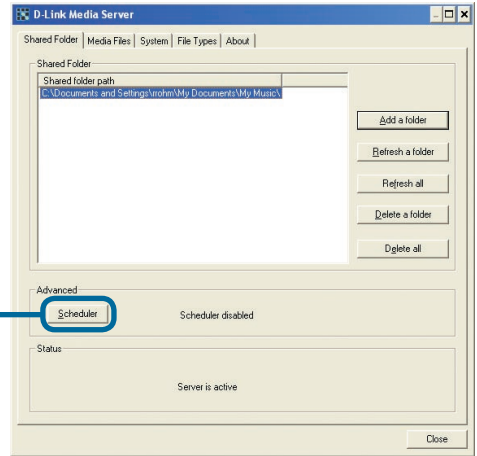 D-Link Media Server
Shared Folder Media Files System File Types About
Shared Folder
Shared folder path
C:\Documents and Settings\rrohm\My Documents\My Music\
Add a folder
Refresh a folder
Refresh all
Delete a folder
Delete all
Advanced
Scheduler Scheduler disabled
Status
Server is active
Close